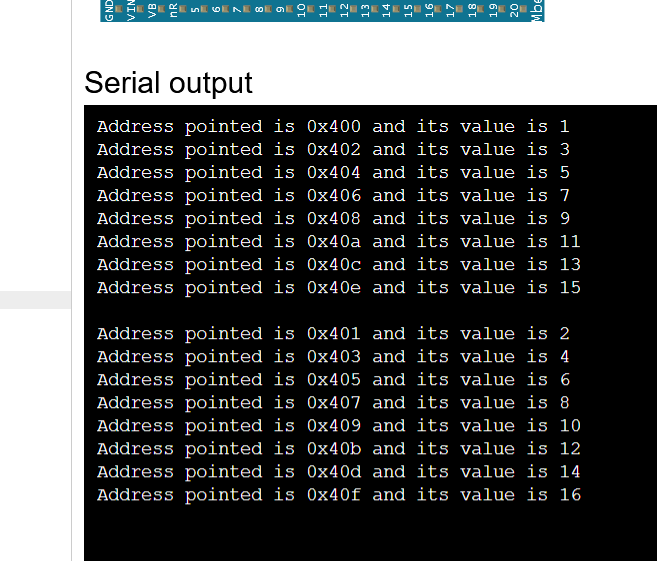 GND VIN VB nR 5 6 7 8 9 10 11 12 13 14 15 16 17 18 19 20 Mbe
Serial output
Address pointed is 0x400 and its value is 1
Address pointed is 0x402 and its value is 3
Address pointed is 0x404 and its value is 5
Address pointed is 0x406 and its value is 7
Address pointed is 0x408 and its value is 9
Address pointed is 0x40a and its value is 11
Address pointed is 0x40c and its value is 13
Address pointed is 0x40e and its value is 15
Address pointed is 0x401 and its value is 2
Address pointed is 0x403 and its value is 4
Address pointed is 0x405 and its value is 6
Address pointed is 0x407 and its value is 8
Address pointed is 0x409 and its value is 10
Address pointed is 0x40b and its value is 12
Address pointed is 0x40d and its value is 14
Address pointed is 0x40f and its value is 16